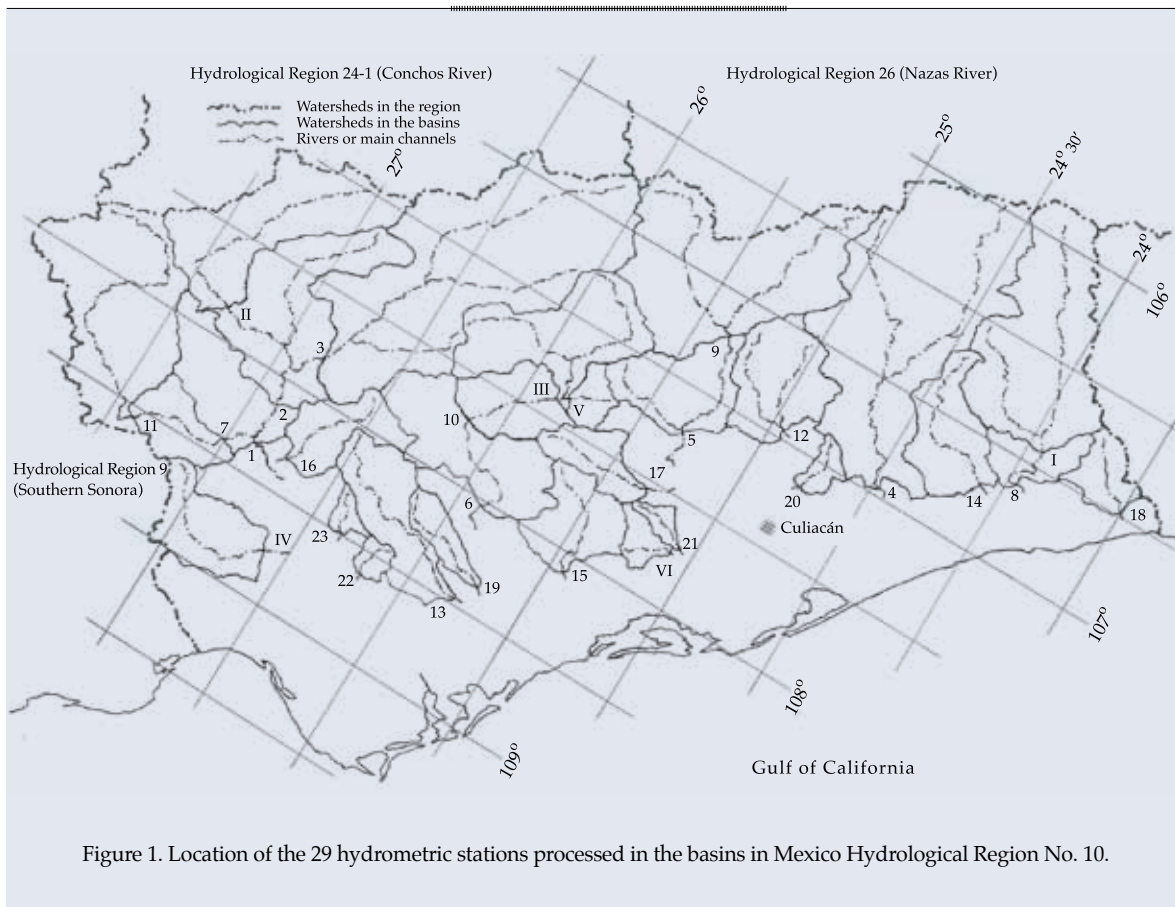 Hydrological Region 24-1 (Conchos River)
Hydrological Region 26 (Nazas River)
Watersheds in the region
Watersheds in the basins
Rivers or main channels
26°
25°
24° 30′
27°
24°
106°
II
3
9
III
11
7
2
10
V
5
12
1
16
17
I
Hydrological Region 9
(Southern Sonora)
6
20
4
14
8
18
Culiacán
23
IV
21
22
15
VI
19
13
107°
108°
109°
Gulf of California
Figure 1. Location of the 29 hydrometric stations processed in the basins in Mexico Hydrological Region No. 10.